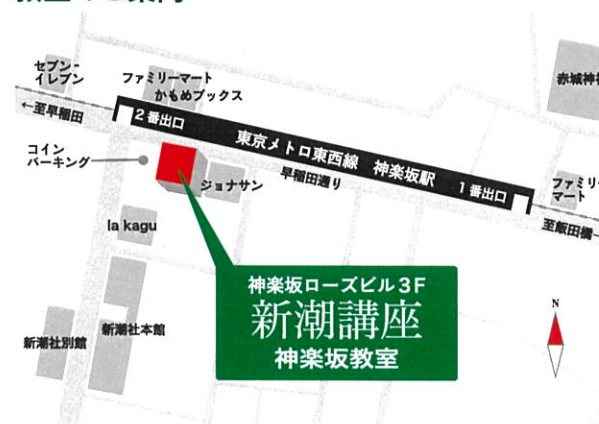 セブン-
イレブン
ファミリーマート
かもめブックス
赤城神社
←至早稲田
2番出口
東京メトロ東西線 神楽坂駅
1番出口
コイン
パーキング
早稲田通り
ジョナサン
ファミリー
マート
至飯田橋
la kagu
神楽坂ローズビル3F
新潮講座
神楽坂教室
N
新潮社別館
新潮社本館